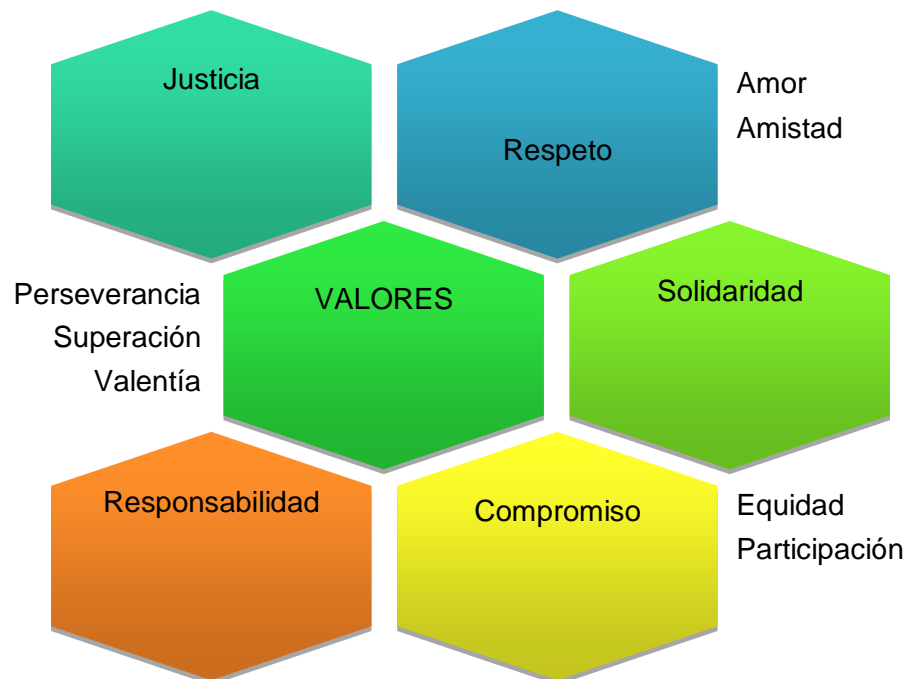 Justicia
Respeto
Amor
Amistad
Perseverancia
Superación
Valentía
VALORES
Solidaridad
Responsabilidad
Compromiso
Equidad
Participación